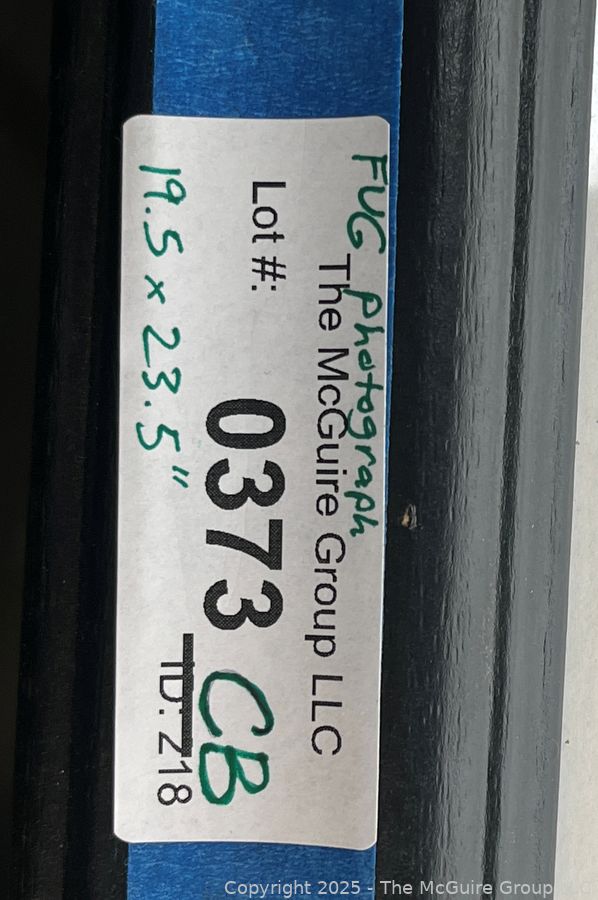 FUG photograph
The McGuire Group LLC
Lot #: 0373 CB
ID: 218
19.5 x 23.5"
Copyright 2025 - The McGuire Group LLC